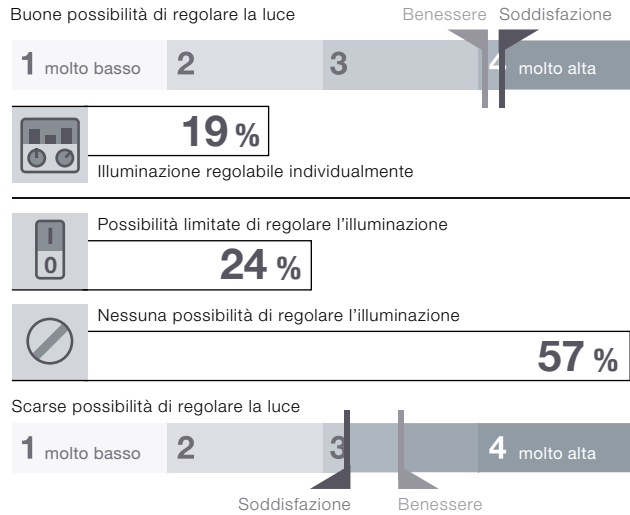 Buone possibilità di regolare la luce
Benessere Soddisfazione
1 molto basso 2 3 4 molto alta
19 %
Illuminazione regolabile individualmente
Possibilità limitate di regolare l'illuminazione
I
0
24 %
Nessuna possibilità di regolare l'illuminazione
57 %
Scarse possibilità di regolare la luce
1 molto basso 2 3 4 molto alta
Soddisfazione Benessere